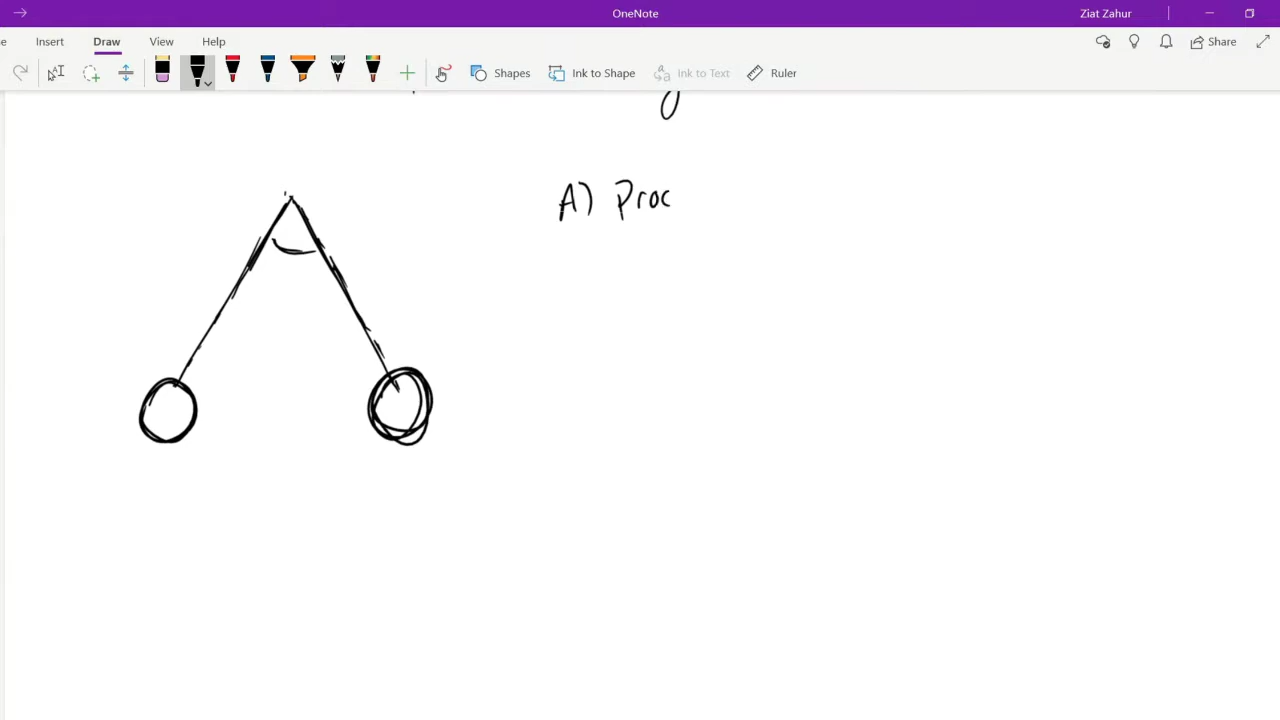 OneNote
Ziat Zahur
Insert Draw View Help
Share
Shapes Ink to Shape Ink to Text Ruler
A) Proc